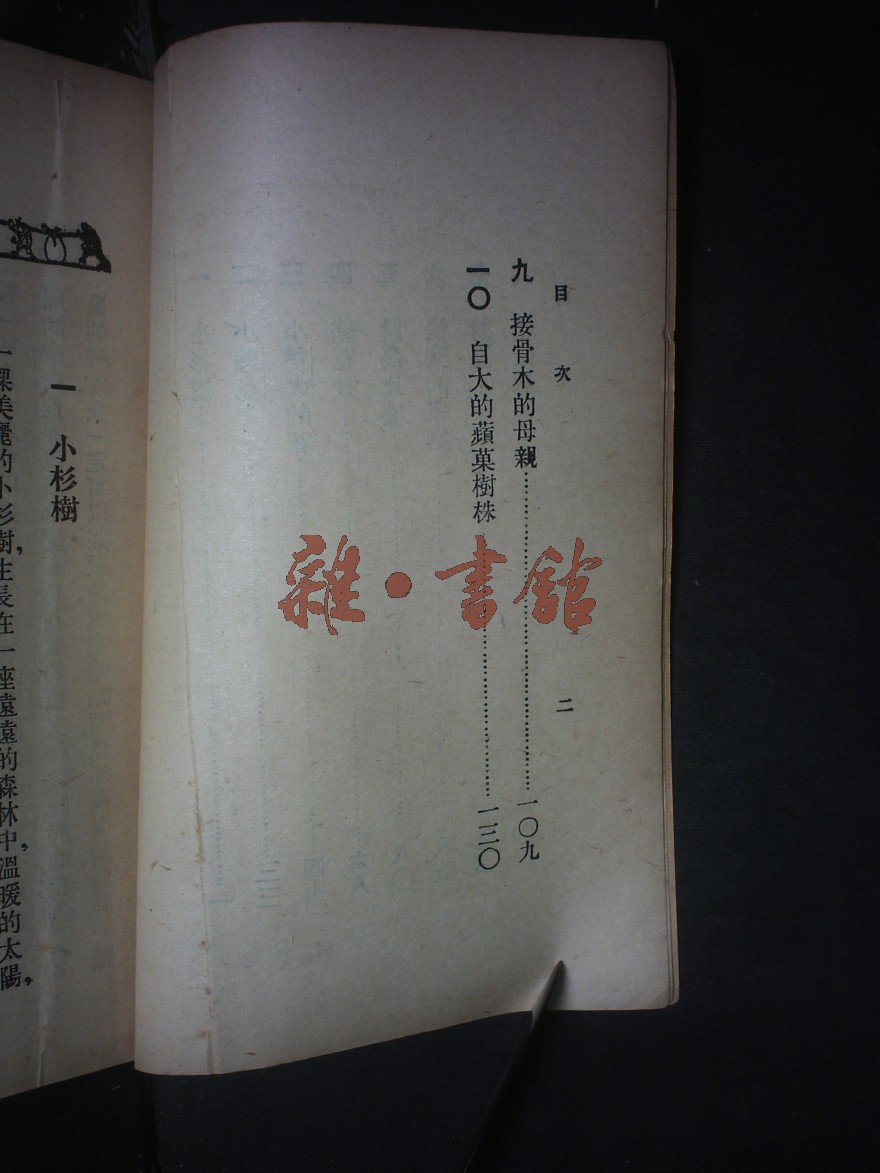 目次
二
九 接骨木的母親……一〇九
一〇 自大的蘋菓樹株……一三〇
雜·書館
一 小杉樹
一棵美麗的小杉樹，生長在一座遠遠的森林中，溫暖的太陽，